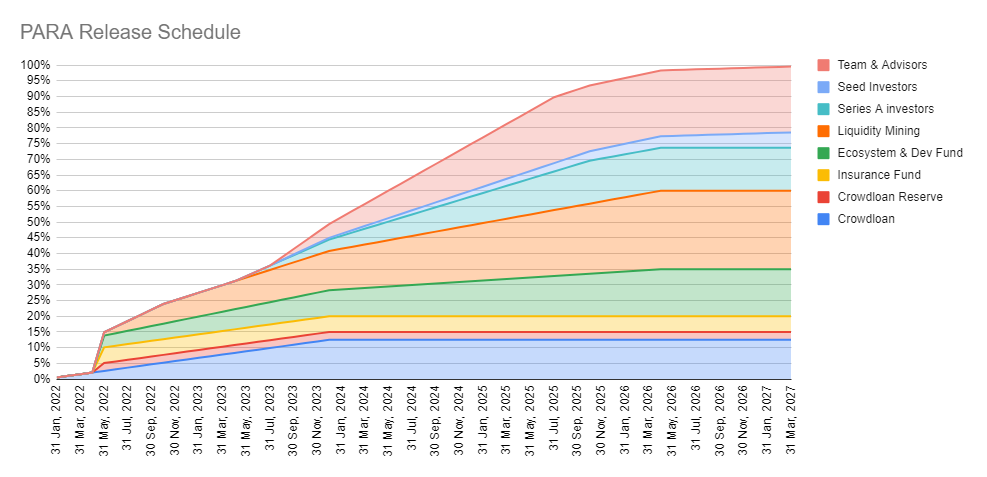 PARA Release Schedule
100%
95%
90%
85%
80%
75%
70%
65%
60%
55%
50%
45%
40%
35%
30%
25%
20%
15%
10%
5%
0%
31 Jan, 2022
31 Mar, 2022
31 May, 2022
31 Jul, 2022
30 Sep, 2022
30 Nov, 2022
31 Jan, 2023
31 Mar, 2023
31 May, 2023
31 Jul, 2023
30 Sep, 2023
30 Nov, 2023
31 Jan, 2024
31 Mar, 2024
31 May, 2024
31 Jul, 2024
30 Sep, 2024
30 Nov, 2024
31 Jan, 2025
31 Mar, 2025
31 May, 2025
31 Jul, 2025
30 Sep, 2025
30 Nov, 2025
31 Jan, 2026
31 Mar, 2026
31 May, 2026
31 Jul, 2026
30 Sep, 2026
30 Nov, 2026
31 Jan, 2027
31 Mar, 2027
Team & Advisors
Seed Investors
Series A investors
Liquidity Mining
Ecosystem & Dev Fund
Insurance Fund
Crowdloan Reserve
Crowdloan